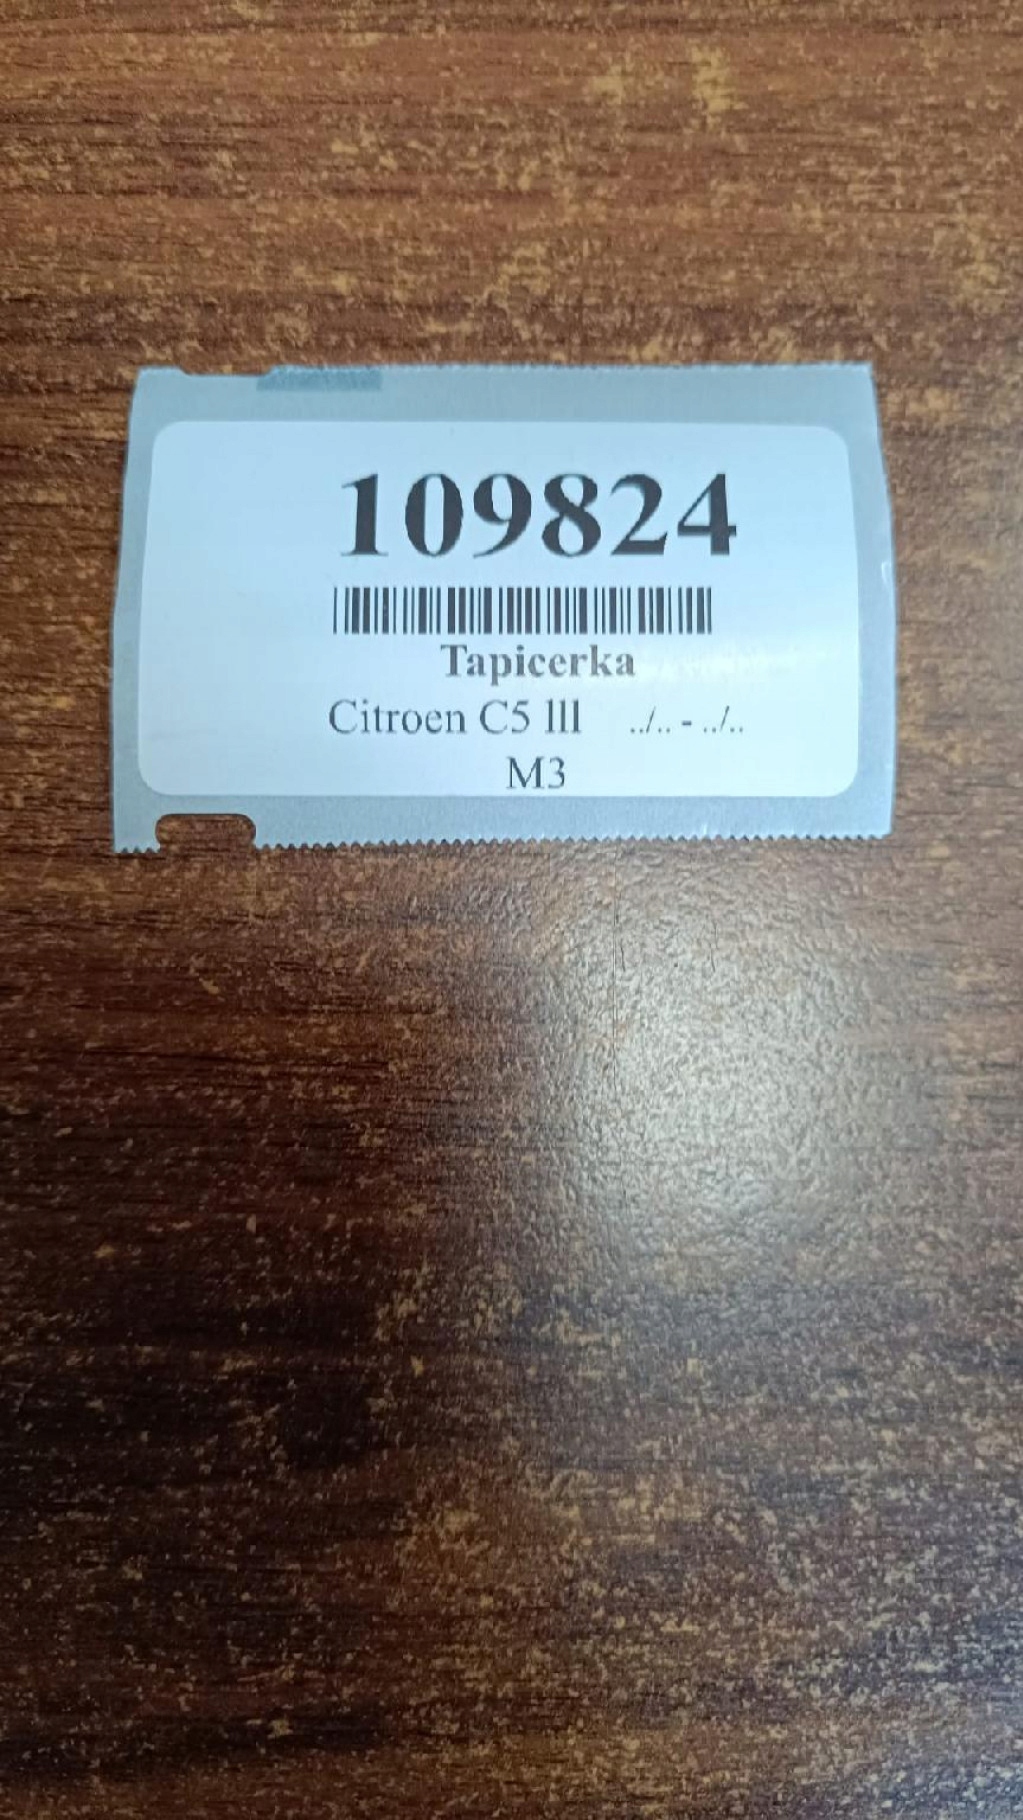 109824
Tapicerka
Citroen C5 lll ../.. - ../..
M3